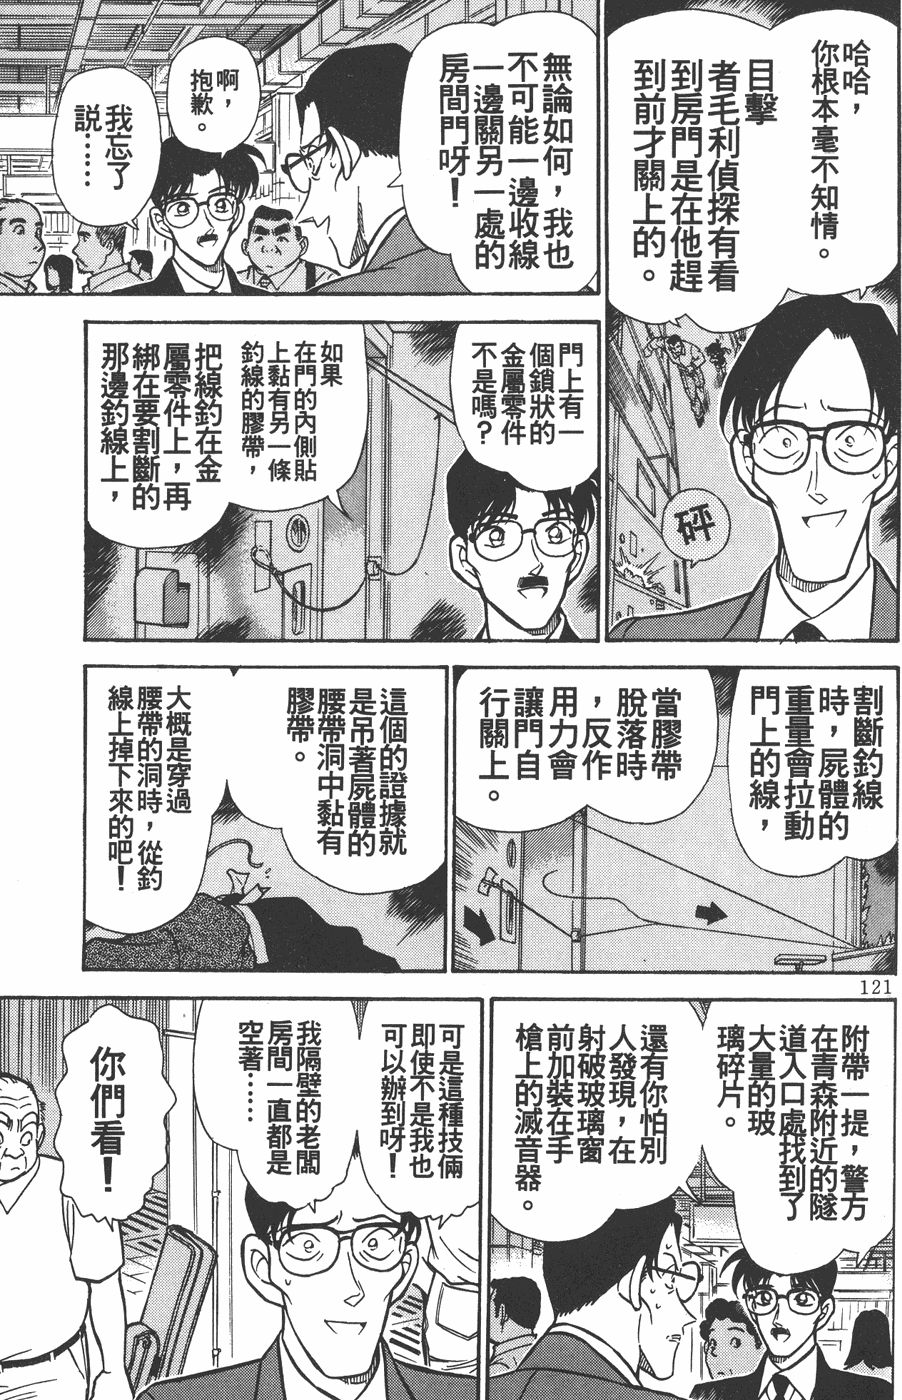 哈哈，
你根本毫不知情。
目擊
者毛利偵探有看
到房門是在他趕
到前才關上的。
砰
無論如何，我也
不可能一邊收線
一邊關另一處的
房間門呀！
啊，
抱歉。
我忘了
說……
門上有一
個鎖狀的
金屬零件
不是嗎？
如果
在門的內側貼
上黏有另一條
釣線的膠帶，
把線釣在金
屬零件上，再
綁在要割斷的
那邊釣線上，
割斷釣線
時，屍體的
重量會拉動
門上的線，
當膠帶
脫落時
，反作
用力會
讓門自
行關上
。
這個的證據就
是吊著屍體的
腰帶洞中黏有
膠帶。
大概是穿過
腰帶的洞時，從釣
線上掉下來的吧！
121
附帶一提，警方
在青森附近的隧
道入口處找到了
大量的玻
璃碎片。
還有你怕別
人發現，在
射破玻璃窗
前加裝在手
槍上的滅音
器。
可是這種技倆
即使不是我也
可以辦到呀！
我隔壁的老闆
房間一直都是
空著……
你們看！